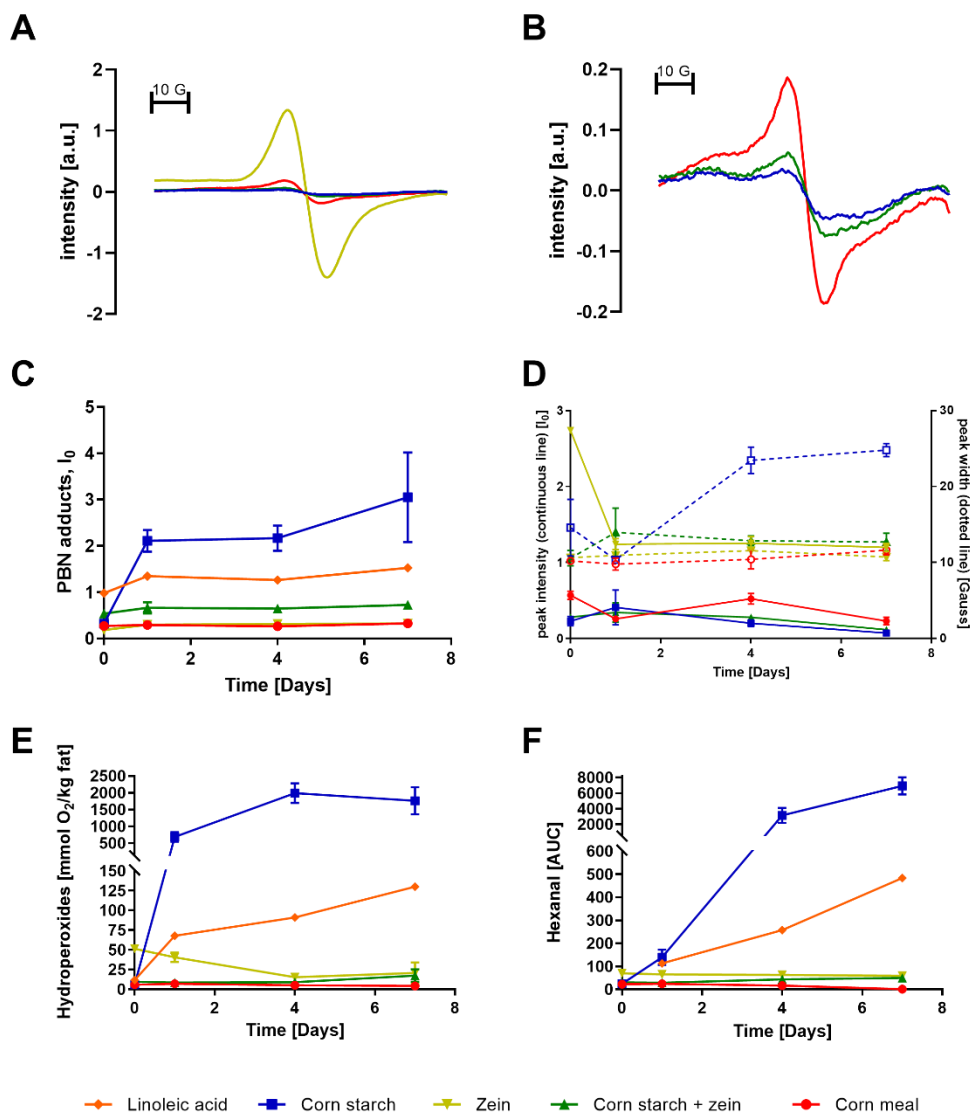 A
B
10 G
10 G
intensity [a.u.]
2
1
0
-1
-2
intensity [a.u.]
0.2
0.1
0.0
-0.1
-0.2
C
D
PBN adducts, I0
5
4
3
2
1
0
0 2 4 6 8
Time [Days]
peak intensity (continuous line) [I0]
3
2
1
0
0 2 4 6 8
Time [Days]
30
20
10
0
peak width (dotted line) [Gauss]
E
F
Hydroperoxides [mmol O2/kg fat]
2500
2000
1500
1000
500
150
125
100
75
50
25
0
0 2 4 6 8
Time [Days]
Hexanal [AUC]
8000
6000
4000
2000
600
500
400
300
200
100
0
0 2 4 6 8
Time [Days]
Linoleic acid Corn starch Zein Corn starch + zein Corn meal